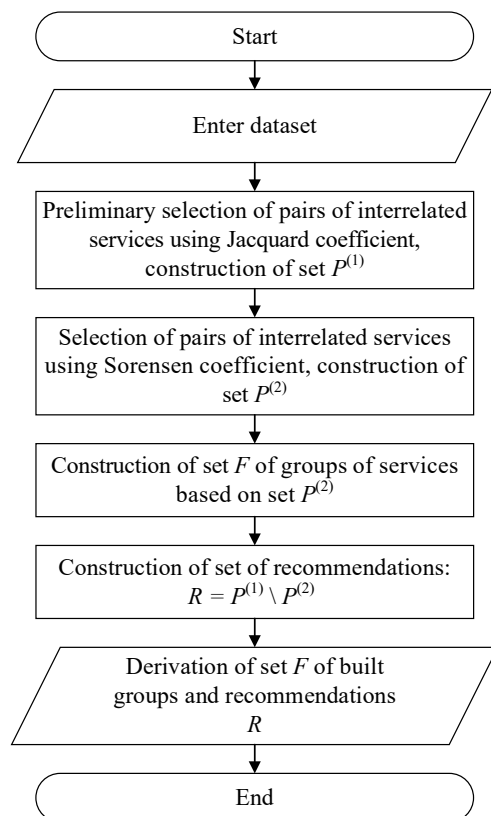 Start
Enter dataset
Preliminary selection of pairs of interrelated
services using Jacquard coefficient,
construction of set P⁽¹⁾
Selection of pairs of interrelated services
using Sorensen coefficient, construction of
set P⁽²⁾
Construction of set F of groups of services
based on set P⁽²⁾
Construction of set of recommendations:
R = P⁽¹⁾ \ P⁽²⁾
Derivation of set F of built
groups and recommendations
R
End